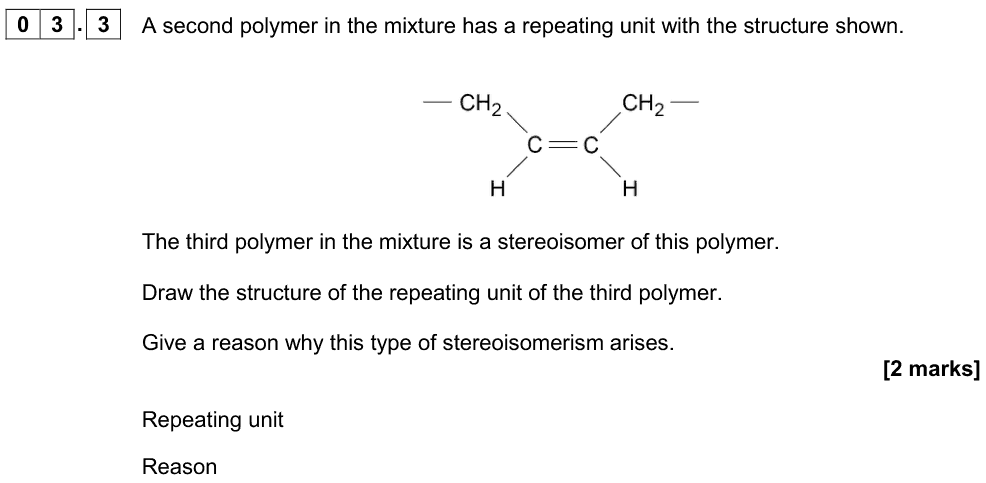 03.3 A second polymer in the mixture has a repeating unit with the structure shown.
— CH₂ CH₂ —
C=C
H H
The third polymer in the mixture is a stereoisomer of this polymer.
Draw the structure of the repeating unit of the third polymer.
Give a reason why this type of stereoisomerism arises.
[2 marks]
Repeating unit
Reason